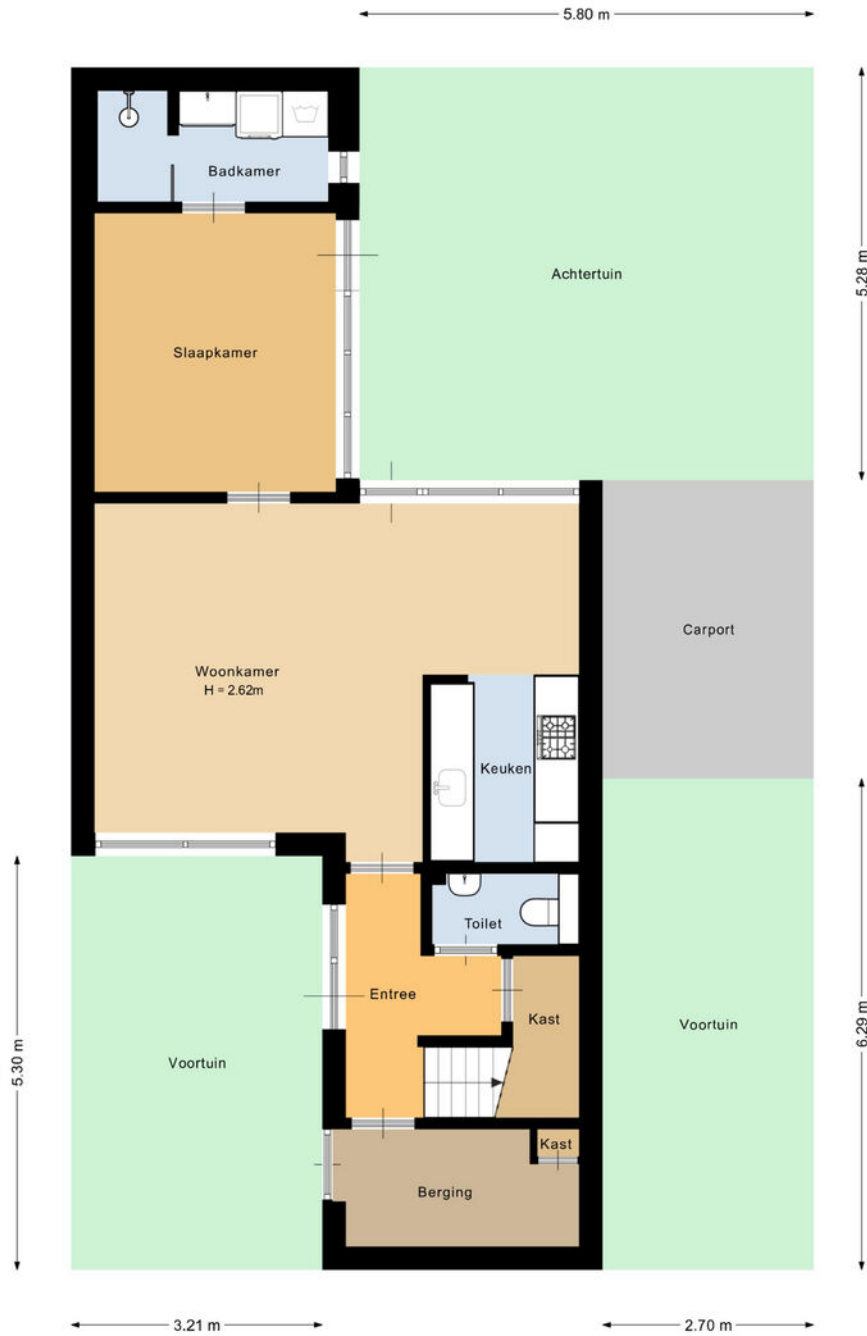 5.80 m
Badkamer
5.28 m
Achtertuin
Slaapkamer
Carport
Woonkamer
H = 2.62m
Keuken
Toilet
Entree
Kast
Voortuin
6.29 m
5.30 m
Voortuin
Kast
Berging
3.21 m
2.70 m